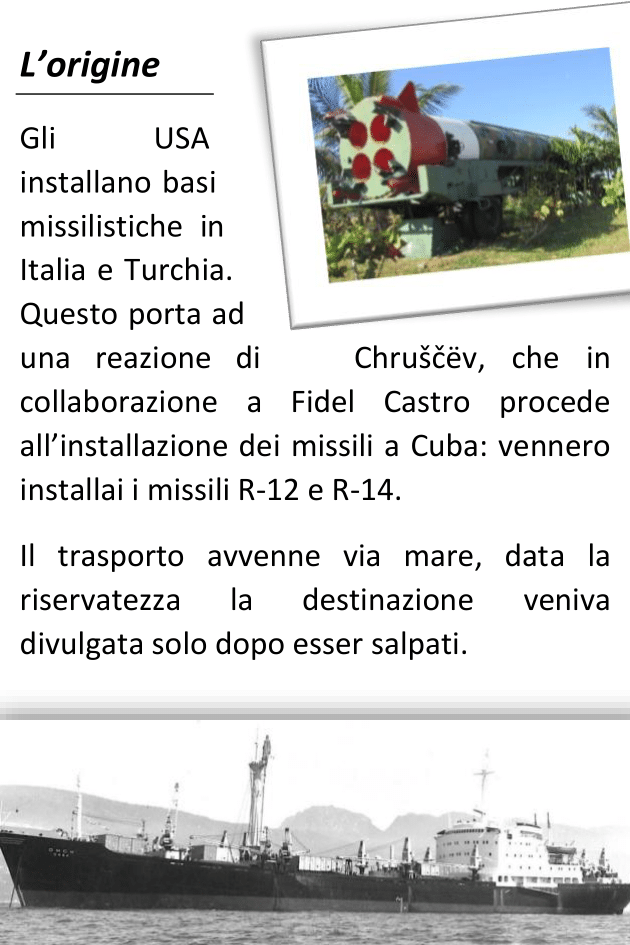 L’origine
Gli USA
installano basi
missilistiche in
Italia e Turchia.
Questo porta ad
una reazione di Chruščëv, che in
collaborazione a Fidel Castro procede
all’installazione dei missili a Cuba: vennero
installai i missili R-12 e R-14.
Il trasporto avvenne via mare, data la
riservatezza la destinazione veniva
divulgata solo dopo esser salpati.